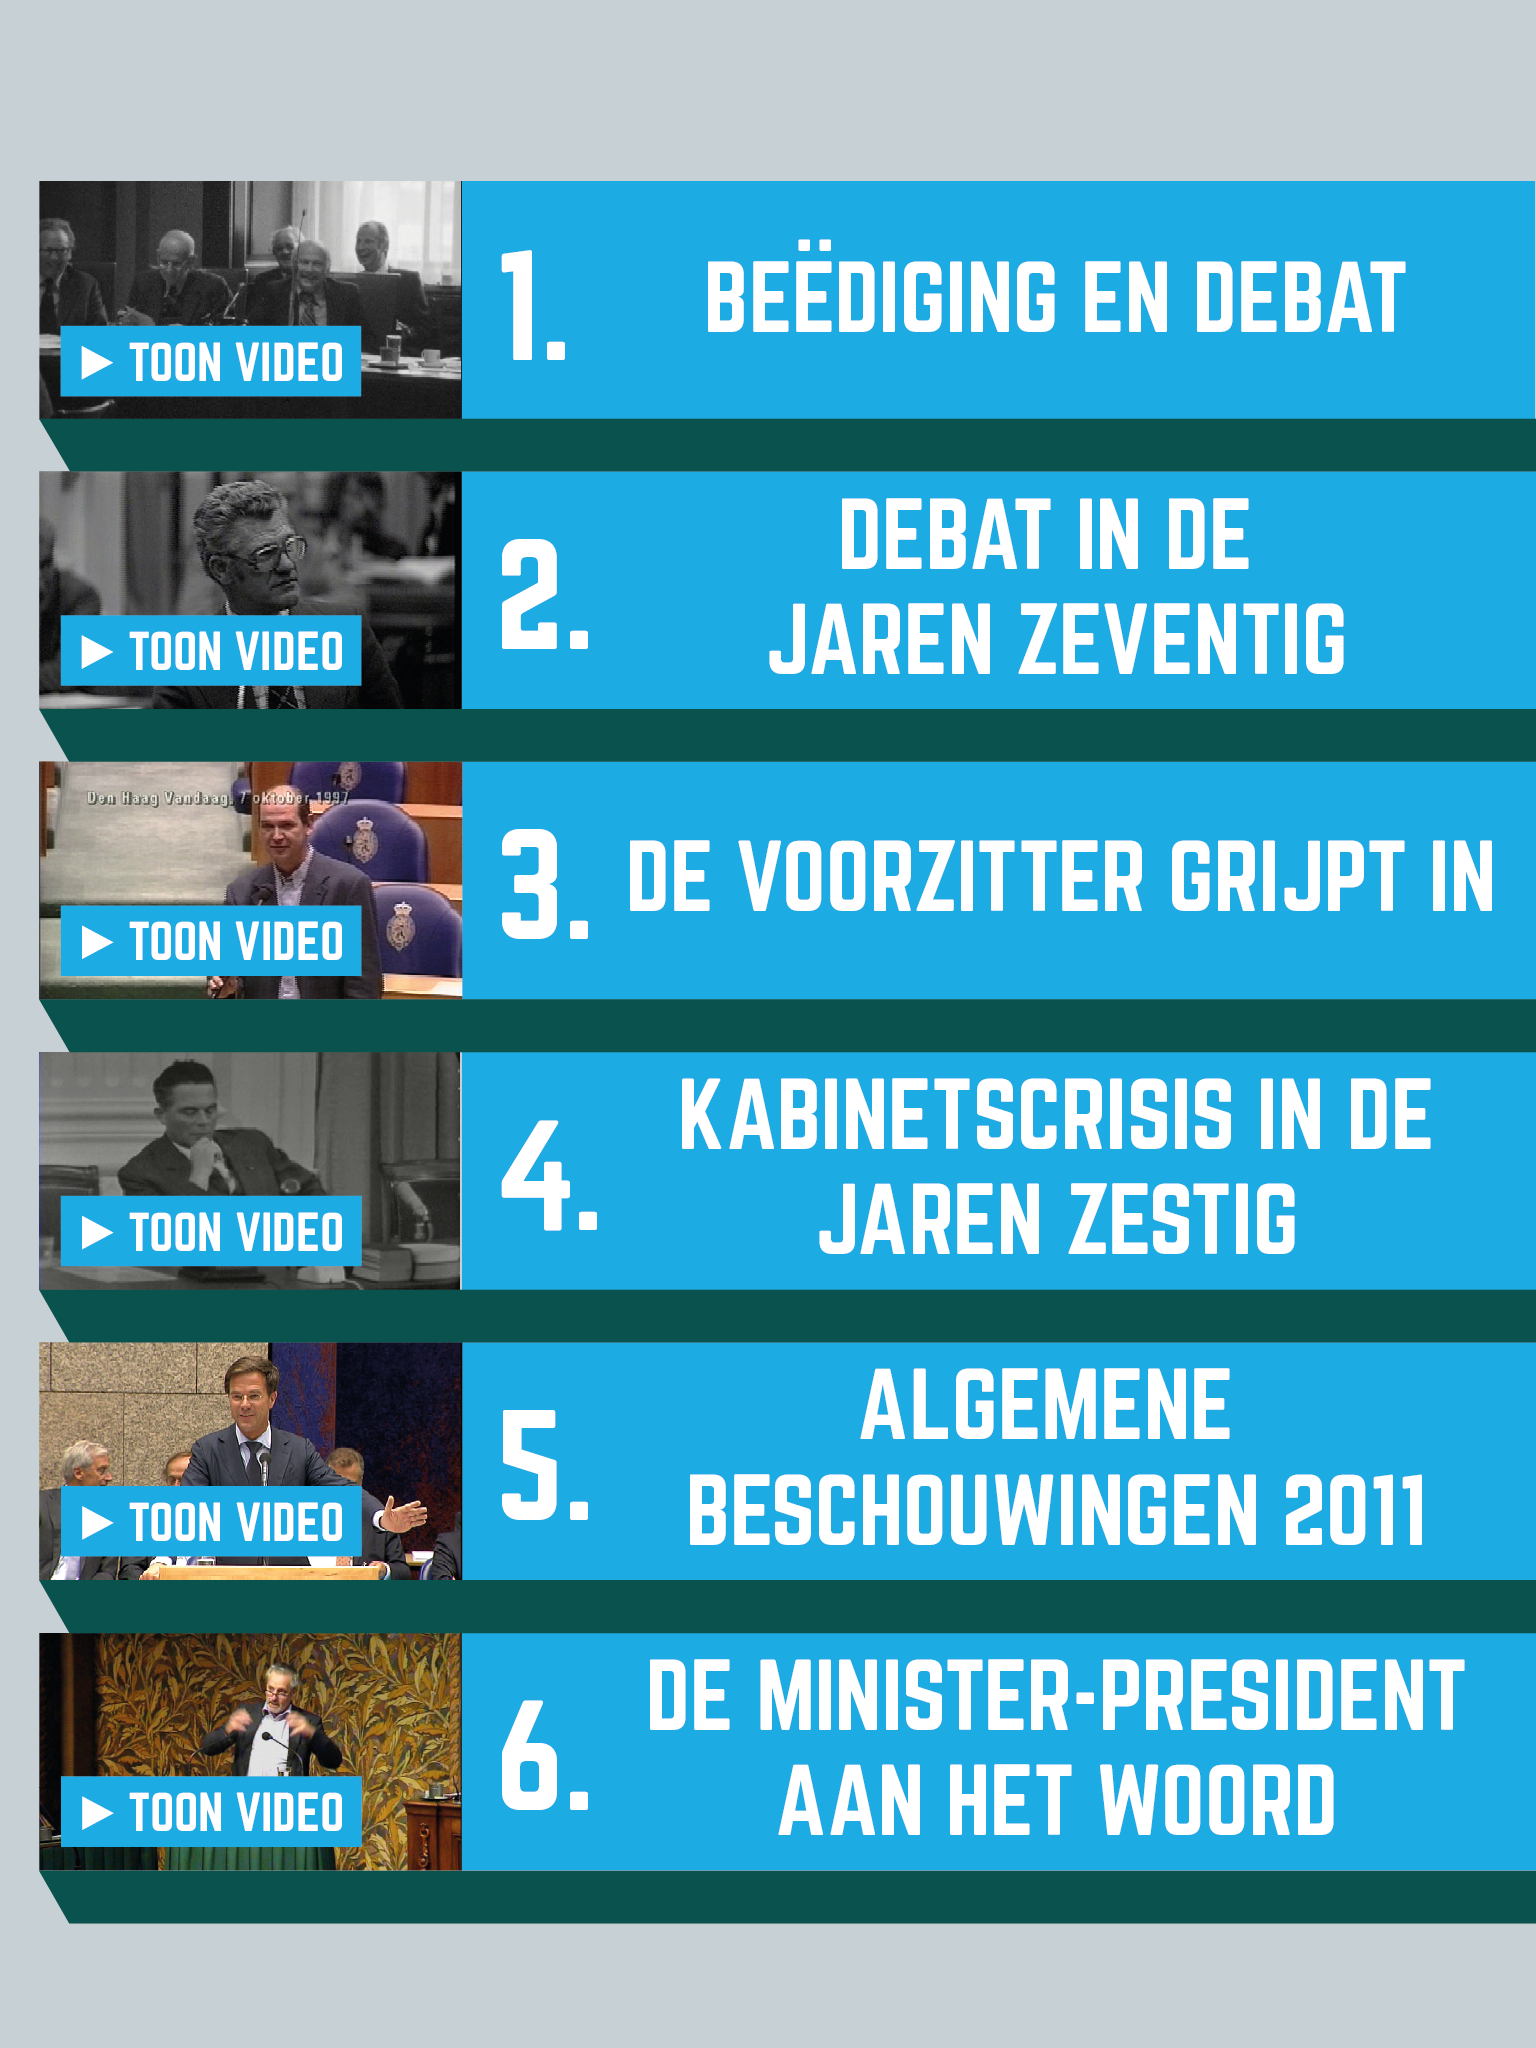 TOON VIDEO
1.
BEËDIGING EN DEBAT
TOON VIDEO
2.
DEBAT IN DE
JAREN ZEVENTIG
Den Haag Vandaag, 7 oktober 1997
TOON VIDEO
3.
DE VOORZITTER GRIJPT IN
TOON VIDEO
4.
KABINETSCRISIS IN DE
JAREN ZESTIG
TOON VIDEO
5.
ALGEMENE
BESCHOUWINGEN 2011
TOON VIDEO
6.
DE MINISTER-PRESIDENT
AAN HET WOORD